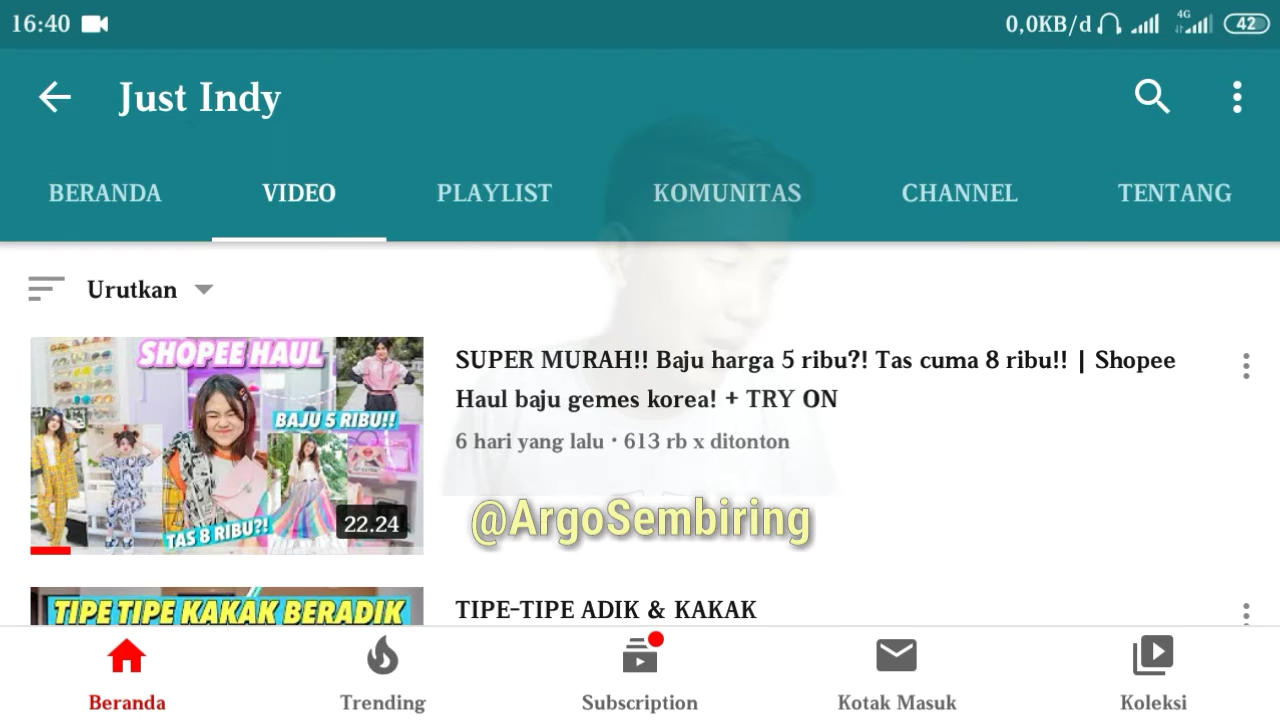 16:40
0,0KB/d
4G
42
Just Indy
BERANDA
VIDEO
PLAYLIST
KOMUNITAS
CHANNEL
TENTANG
Urutkan
SHOPEE HAUL
BAJU 5 RIBU!!
TAS 8 RIBU?!
22.24
SUPER MURAH!! Baju harga 5 ribu?! Tas cuma 8 ribu!! | Shopee
Haul baju gemes korea! + TRY ON
6 hari yang lalu · 613 rb x ditonton
@ArgoSembiring
TIPE TIPE KAKAK BERADIK
TIPE-TIPE ADIK & KAKAK
Beranda
Trending
Subscription
Kotak Masuk
Koleksi